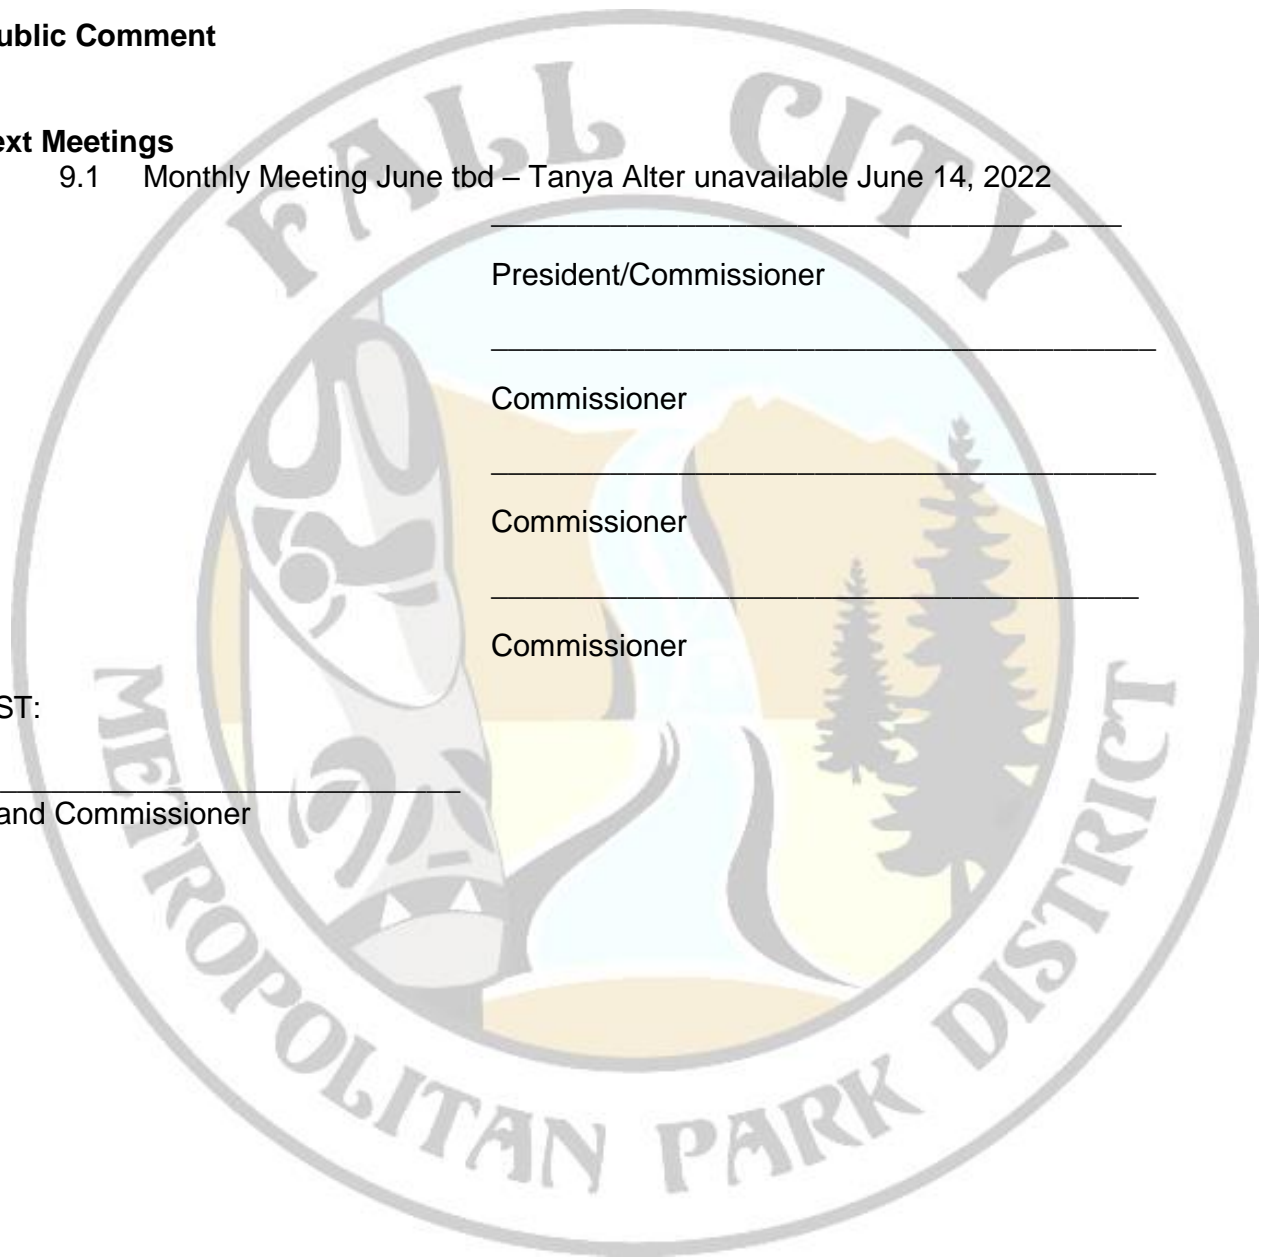 ublic Comment
ext Meetings
9.1 Monthly Meeting June tbd – Tanya Alter unavailable June 14, 2022
President/Commissioner
Commissioner
Commissioner
Commissioner
ST:
and Commissioner
FALL CITY
METROPOLITAN PARK DISTRICT